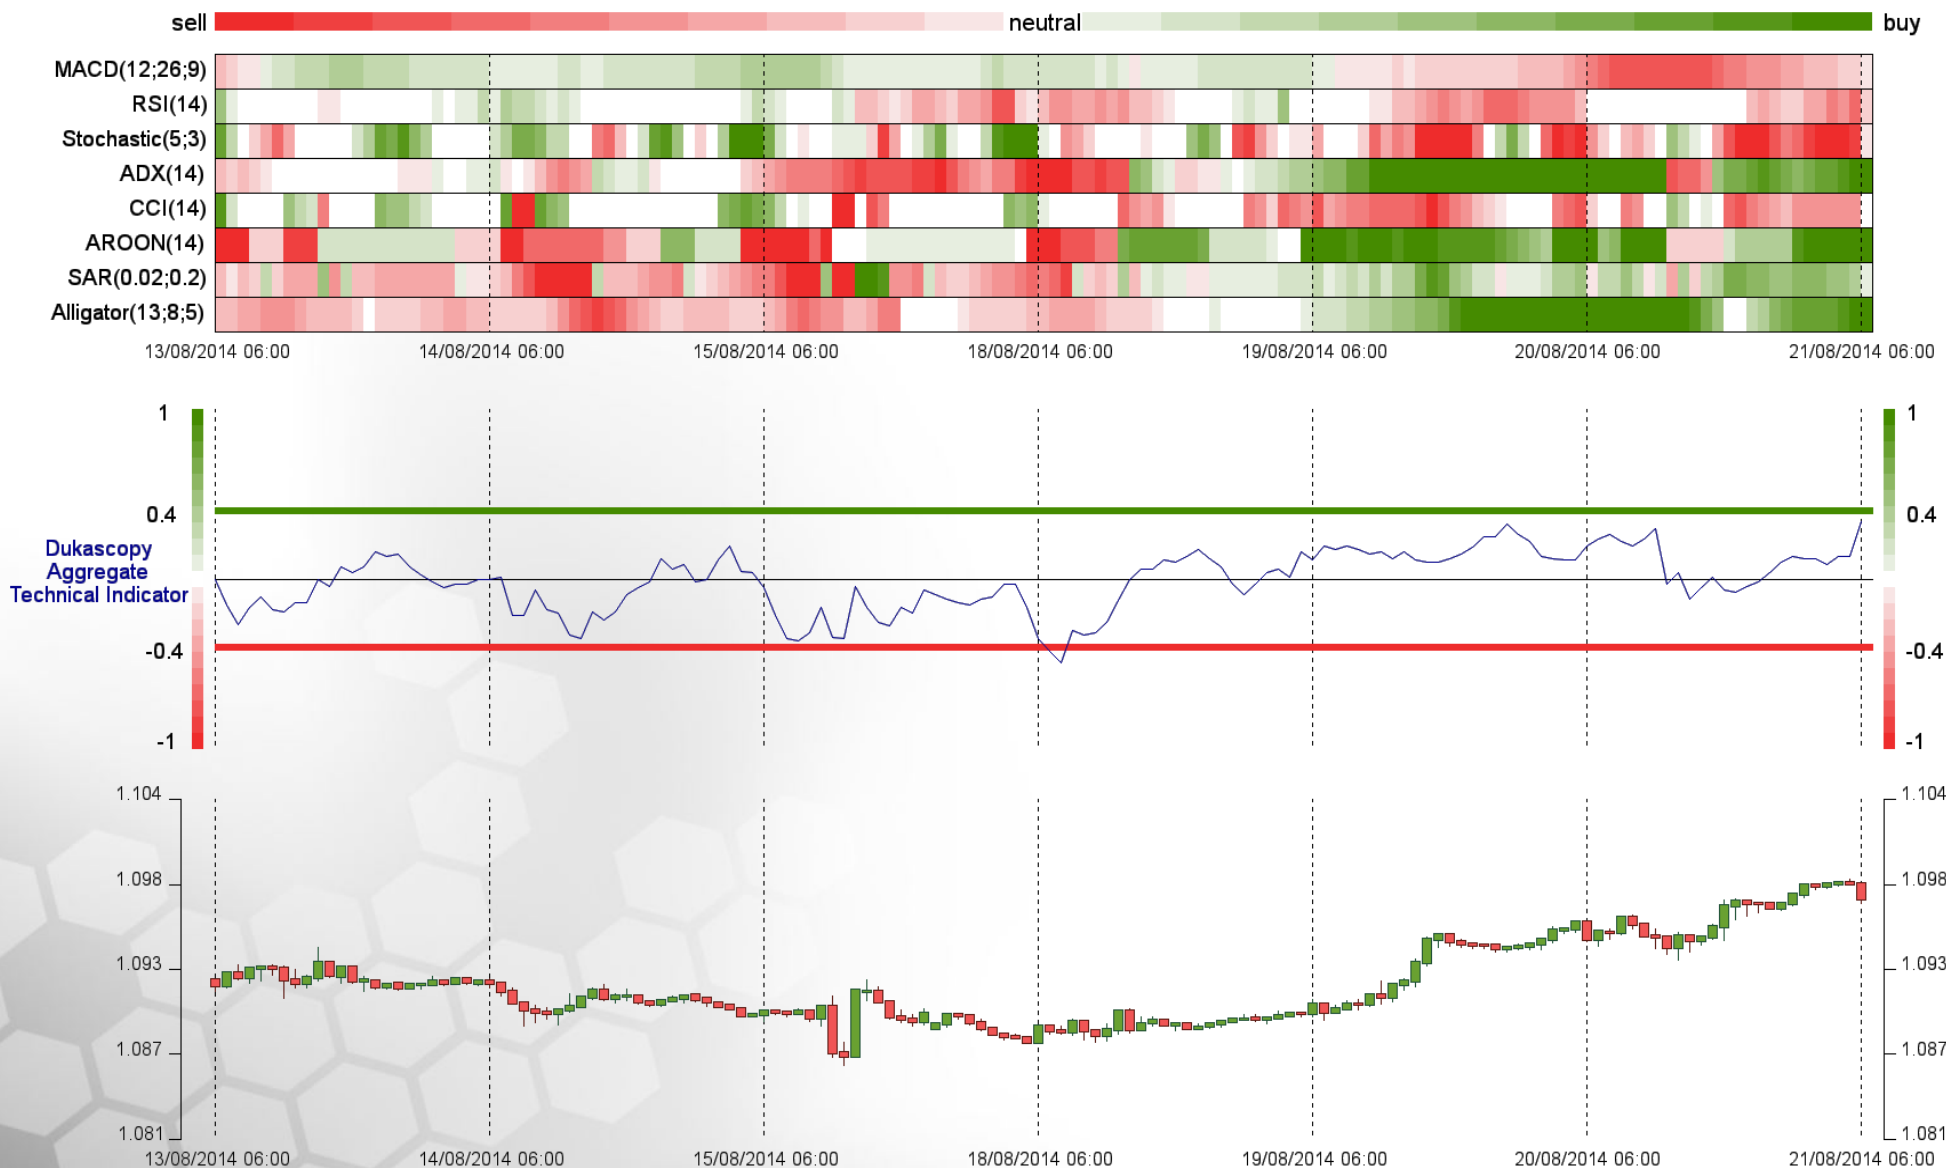 sell neutral buy
MACD(12;26;9)
RSI(14)
Stochastic(5;3)
ADX(14)
CCI(14)
AROON(14)
SAR(0.02;0.2)
Alligator(13;8;5)
13/08/2014 06:00 14/08/2014 06:00 15/08/2014 06:00 18/08/2014 06:00 19/08/2014 06:00 20/08/2014 06:00 21/08/2014 06:00
1 1
0.4 0.4
Dukascopy
Aggregate
Technical Indicator
-0.4 -0.4
-1 -1
1.104 1.104
1.098 1.098
1.093 1.093
1.087 1.087
1.081 1.081
13/08/2014 06:00 14/08/2014 06:00 15/08/2014 06:00 18/08/2014 06:00 19/08/2014 06:00 20/08/2014 06:00 21/08/2014 06:00